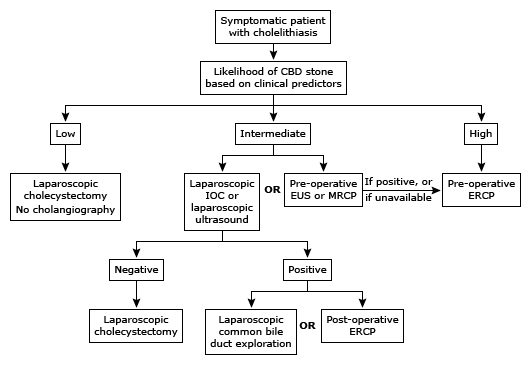 Symptomatic patient
with cholelithiasis
Likelihood of CBD stone
based on clinical predictors
Low
Intermediate
High
Laparoscopic
cholecystectomy
No cholangiography
Laparoscopic
IOC or
laparoscopic
ultrasound
OR
Pre-operative
EUS or MRCP
If positive, or
if unavailable
Pre-operative
ERCP
Negative
Positive
Laparoscopic
cholecystectomy
Laparoscopic
common bile
duct exploration
OR
Post-operative
ERCP